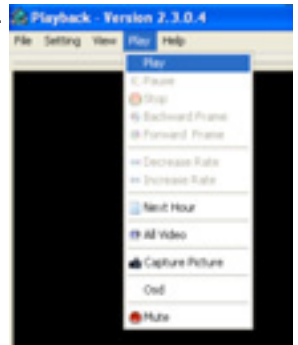 Playback - Version 2.3.0.4
File Setting View Play Help
Play
Pause
Stop
Backward Frame
Forward Frame
Decrease Rate
Increase Rate
Next Hour
All Video
Capture Picture
Osd
Mute